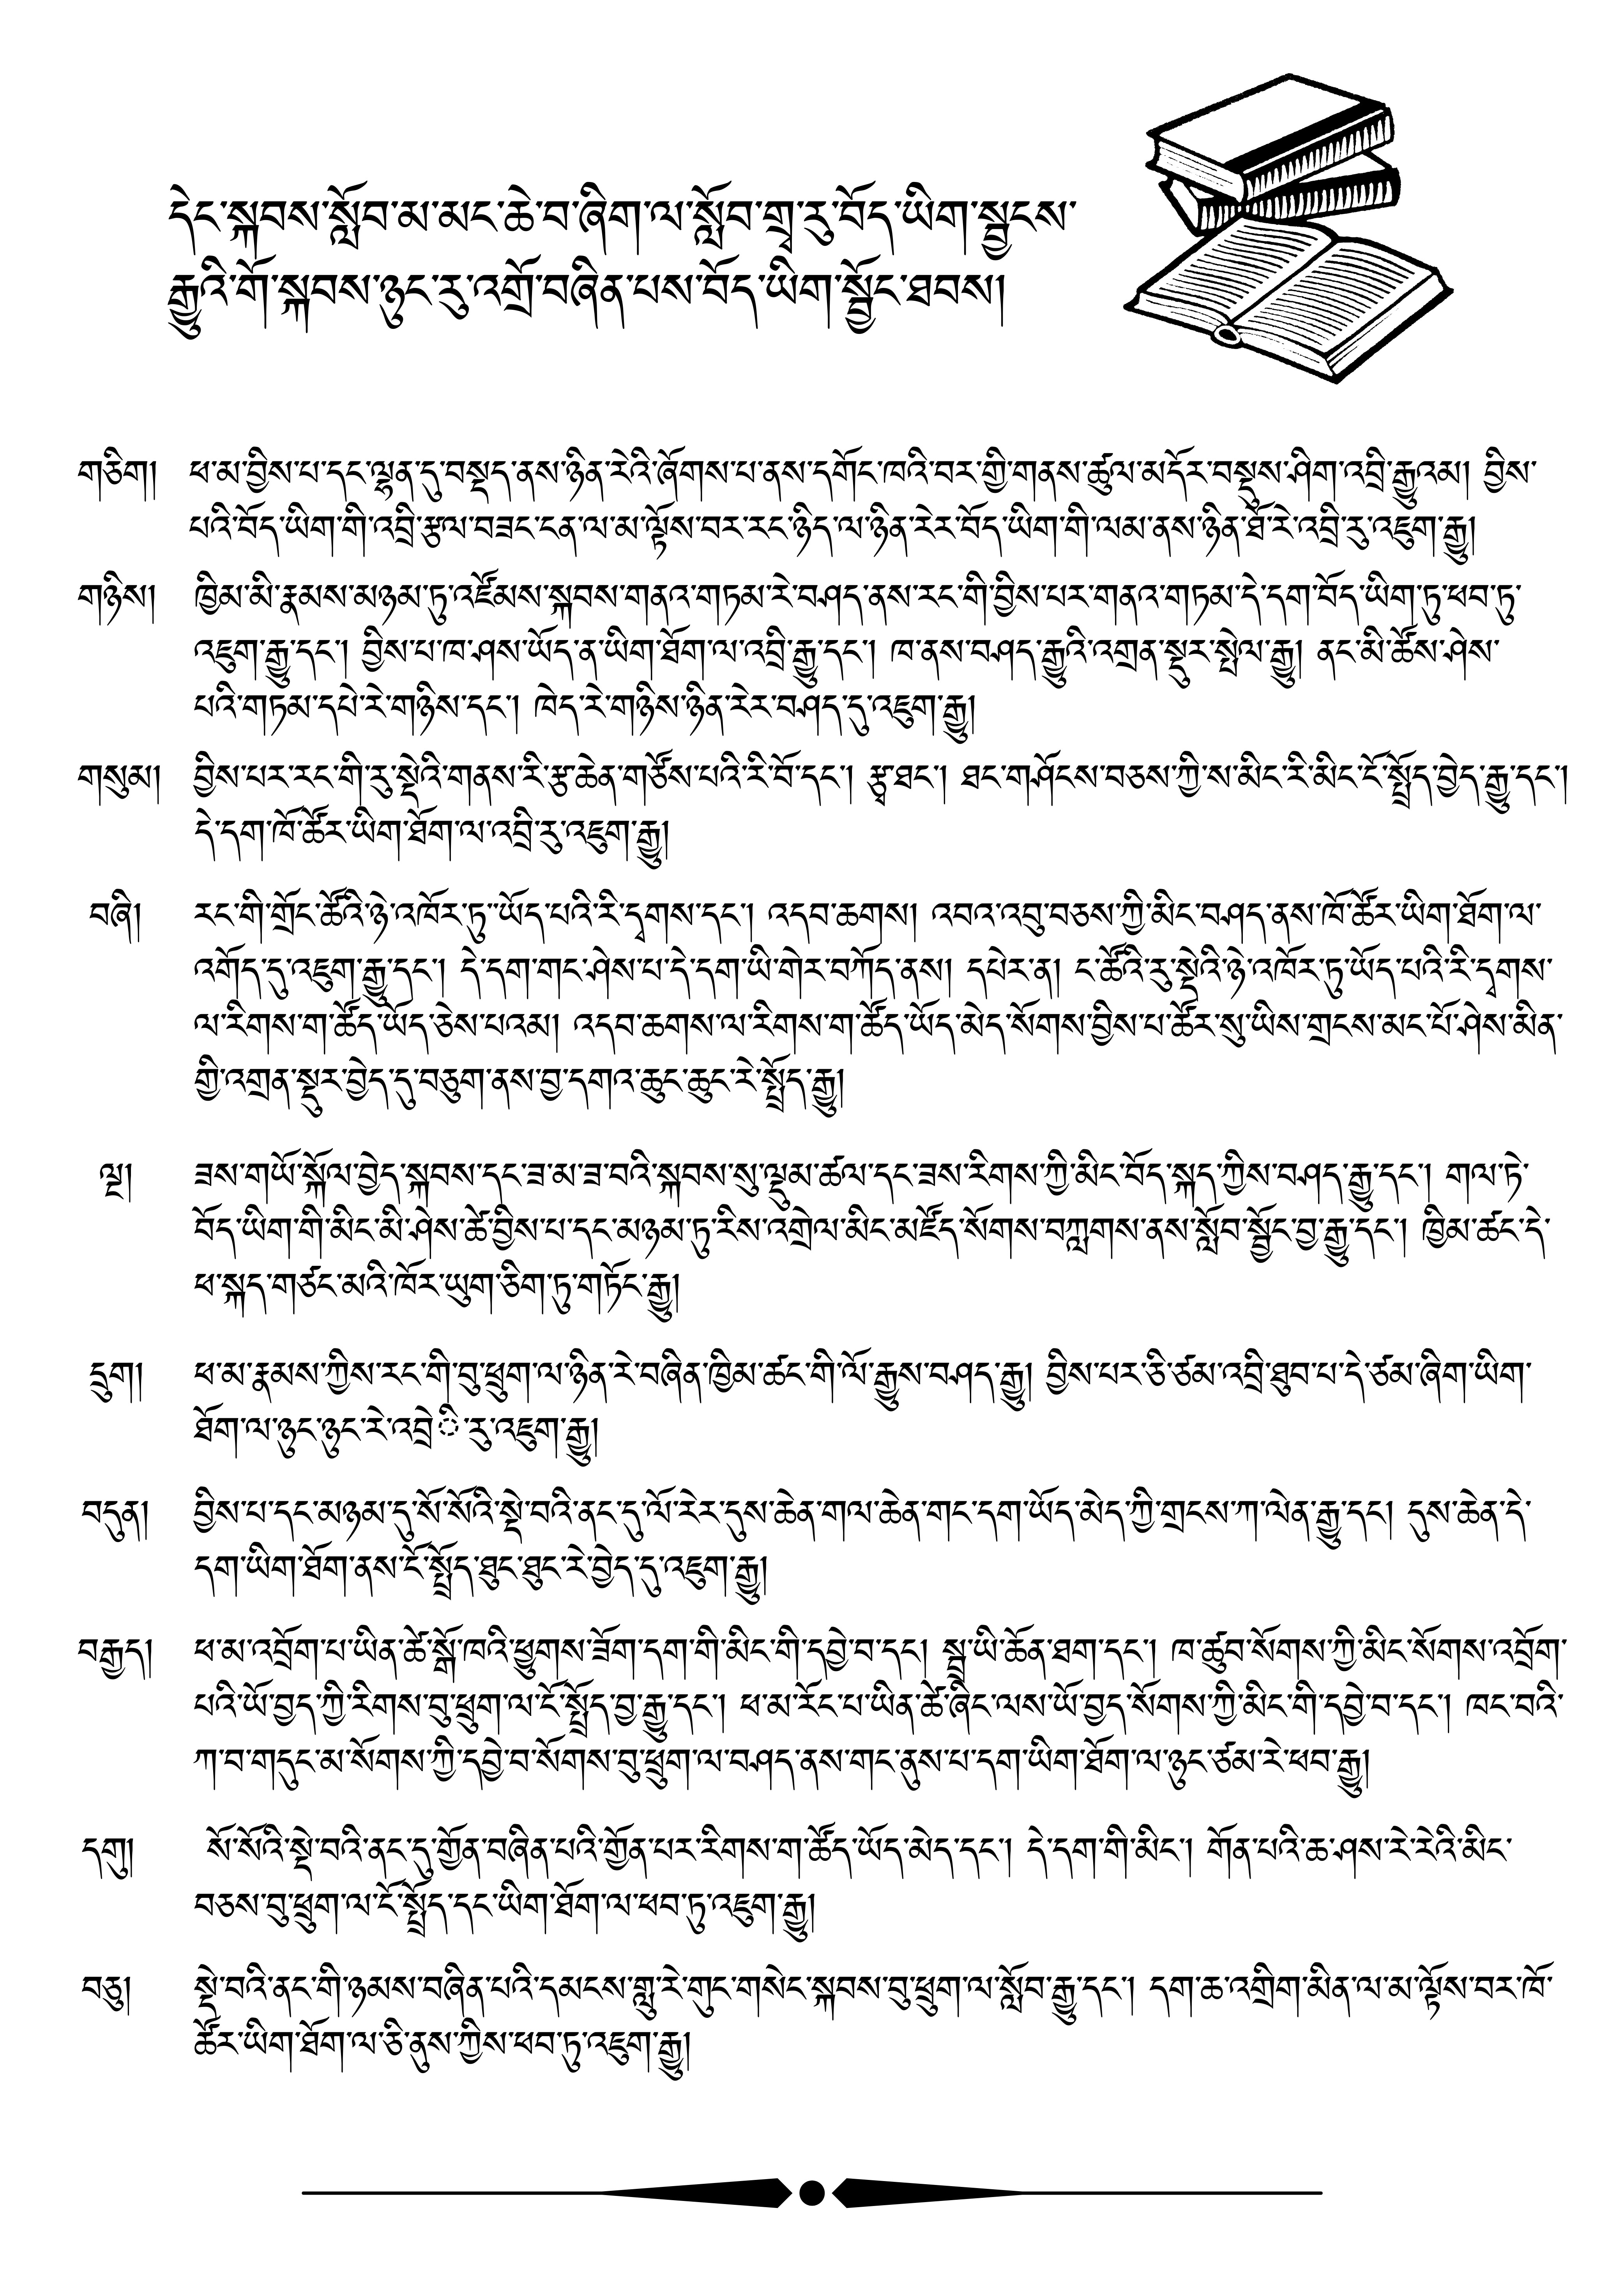 དེང་སྐབས་སློབ་མ་མང་ཆེ་བ་ཞིག་ལ་སློབ་གྲྭ་རུ་བོད་ཡིག་སྦྱངས་
རྒྱུའི་གོ་སྐབས་ཉུང་རུ་འགྲོ་བཞིན་པས་བོད་ཡིག་སྦྱོང་ཐབས།
གཅིག། ཕ་མ་བྱིས་པ་དང་ལྷན་དུ་བསྡད་ནས་ཉིན་རེའི་ཞོགས་པ་ནས་དགོང་ཁའི་བར་གྱི་གནས་ཚུལ་མདོར་བསྡུས་ཤིག་འབྲི་རྒྱུའམ། བྱིས་
པའི་བོད་ཡིག་གི་འབྲི་རྩལ་བཟང་ངན་ལ་མ་ལྟོས་བར་རང་ཉིད་ལ་ཉིན་རེར་བོད་ཡིག་གི་ལམ་ནས་ཉིན་ཐོ་རེ་འབྲི་རུ་འཇུག་རྒྱུ།
གཉིས། ཁྱིམ་མི་རྣམས་མཉམ་ཏུ་འཛོམས་སྐབས་གནའ་གཏམ་རེ་བཤད་ནས་རང་གི་བྱིས་པར་གནའ་གཏམ་དེ་དག་བོད་ཡིག་ཏུ་ཕབ་ཏུ་
འཇུག་རྒྱུ་དང་། བྱིས་པ་ཁ་ཤས་ཡོད་ན་ཡིག་ཐོག་ལ་འབྲི་རྒྱུ་དང་། ཁ་ནས་བཤད་རྒྱུའི་འགྲན་སྡུར་སྤེལ་རྒྱུ། ནང་མི་ཚོས་ཤེས་
པའི་གཏམ་དཔེ་རེ་གཉིས་དང་། ཁེད་རེ་གཉིས་ཉིན་རེར་བཤད་དུ་འཇུག་རྒྱུ།
གསུམ། བྱིས་པར་རང་གི་རུ་སྡེའི་གནས་རི་རྩ་ཆེན་གཙོས་པའི་རི་བོ་དང་། རྩྭ་ཐང་། ཐང་གཤོངས་བཅས་ཀྱི་ས་མིང་རི་མིང་ངོ་སྤྲོད་བྱེད་རྒྱུ་དང་།
དེ་དག་ཁོ་ཚོར་ཡིག་ཐོག་ལ་འབྲི་རུ་འཇུག་རྒྱུ།
བཞི། རང་གི་གྲོང་ཚོའི་ཉེ་འཁོར་ཏུ་་ཡོད་པའི་རི་དྭགས་དང་། འདབ་ཆགས། འབའ་འབུ་བཅས་ཀྱི་མིང་བཤད་ནས་ཁོ་ཚོར་ཡིག་ཐོག་ལ་
འགོད་དུ་འཇུག་རྒྱུ་དང་། དེ་དག་གང་ཤེས་པ་དེ་དག་ཡི་གེར་བཀོད་ནས། དཔེར་ན། ང་ཚོའི་རུ་སྡེའི་ཉེ་འཁོར་ཏུ་ཡོད་པའི་རི་དྭགས་
ལ་རིགས་ག་ཚོད་ཡོད་ཅེས་པའམ། འདབ་ཆགས་ལ་རིགས་ག་ཚོད་ཡོད་མེད་སོགས་བྱིས་པ་ཚོར་སུ་ཡིས་གྲངས་མང་པོ་ཤེས་མིན་
གྱི་འགྲན་སྡུར་བྱེད་དུ་བཅུག་ནས་བྱ་དགའ་ཆུང་ཆུང་རེ་སྤྲོད་རྒྱུ།
ལྔ། ཟས་གཡོ་སྐོལ་བྱེད་སྐབས་དང་ཟ་མ་ཟ་བའི་སྐབས་སུ་ལྡུམ་ཚལ་དང་ཟས་རིགས་ཀྱི་མིང་བོད་སྐད་ཀྱིས་བཤད་རྒྱུ་དང་། གལ་ཏེ་
བོད་ཡིག་གི་མིང་མི་ཤེས་ཚེ་བྱིས་པ་དང་མཉམ་ཏུ་རིས་འགྲེལ་མིང་མཛོད་སོགས་བཀླགས་ནས་སློབ་སྦྱོང་བྱ་རྒྱུ་དང་། ཁྱིམ་ཚང་དེ་
ཕ་སྐད་གཙང་མའི་ཁོར་ཡུག་ཅིག་ཏུ་གཏོང་རྒྱུ།
དྲུག། ཕ་མ་རྣམས་ཀྱིས་རང་གི་བུ་ཕྲུག་ལ་ཉིན་རེ་བཞིན་ཁྱིམ་ཚང་གི་ལོ་རྒྱུས་བཤད་རྒྱུ། བྱིས་པར་ཅི་ཙམ་འབྲི་ཐུབ་པ་དེ་ཙམ་ཞིག་ཡིག་
ཐོག་ལ་ཉུང་ཉུང་རེ་འབྲེ ི་རུ་འཇུག་རྒྱུ།
བདུན། བྱིས་པ་དང་མཉམ་དུ་སོ་སོའི་སྡེ་བའི་ནང་དུ་ལོ་རེར་དུས་ཆེན་གལ་ཆེན་གང་དག་ཡོད་མེད་ཀྱི་གྲངས་ཀ་ལེན་རྒྱུ་དང། དུས་ཆེན་དེ་
དག་ཡིག་ཐོག་ནས་ངོ་སྤྲོད་ཐུང་ཐུང་རེ་བྱེད་དུ་འཇུག་རྒྱུ།
བརྒྱད། ཕ་མ་འབྲོག་པ་ཡིན་ཚེ་སྒོ་ཁའི་ཕྱུགས་ཟོག་དག་གི་མིང་གི་དབྱེ་བ་དང། སྦྲ་ཡི་ཆོན་ཐག་དང་། ཁ་ཚུབ་སོགས་ཀྱི་མིང་སོགས་འབྲོག་
པའི་ཡོ་བྱད་ཀྱི་རིགས་བུ་ཕྲུག་ལ་ངོ་སྤྲོད་བྱ་རྒྱུ་དང་། ཕ་མ་རོང་པ་ཡིན་ཚེ་ཞིང་ལས་ཡོ་བྱད་སོགས་ཀྱི་མིང་གི་དབྱེ་བ་དང་། ཁང་བའི་
ཀ་བ་གདུང་མ་སོགས་ཀྱི་དབྱེ་བ་སོགས་བུ་ཕྲུག་ལ་བཤད་ནས་གང་ནུས་པ་དག་ཡིག་ཐོག་ལ་ཉུང་ཙམ་རེ་ཕབ་རྒྱུ།
དགུ། སོ་སོའི་སྡེ་བའི་ནང་དུ་གྱོན་བཞིན་པའི་གྱོན་པར་རིགས་ག་ཚོད་ཡོད་མེད་དང་། དེ་དག་གི་མིང་། གོན་པའི་ཆ་ཤས་རེ་རེའི་མིང་
བཅས་བུ་ཕྲུག་ལ་ངོ་སྤྲོད་དང་ཡིག་ཐོག་ལ་ཕབ་ཏུ་འཇུག་རྒྱུ།
བཅུ། སྡེ་བའི་ནང་གི་ཉམས་བཞིན་པའི་དམངས་གླུ་རེ་གུང་གསེང་སྐབས་བུ་ཕྲུག་ལ་སློབ་རྒྱུ་དང་། དག་ཆ་འགྲིག་མིན་ལ་མ་ལྟོས་བར་ཁོ་
ཚོར་ཡིག་ཐོག་ལ་ཅི་ནུས་ཀྱིས་ཕབ་ཏུ་འཇུག་རྒྱུ།